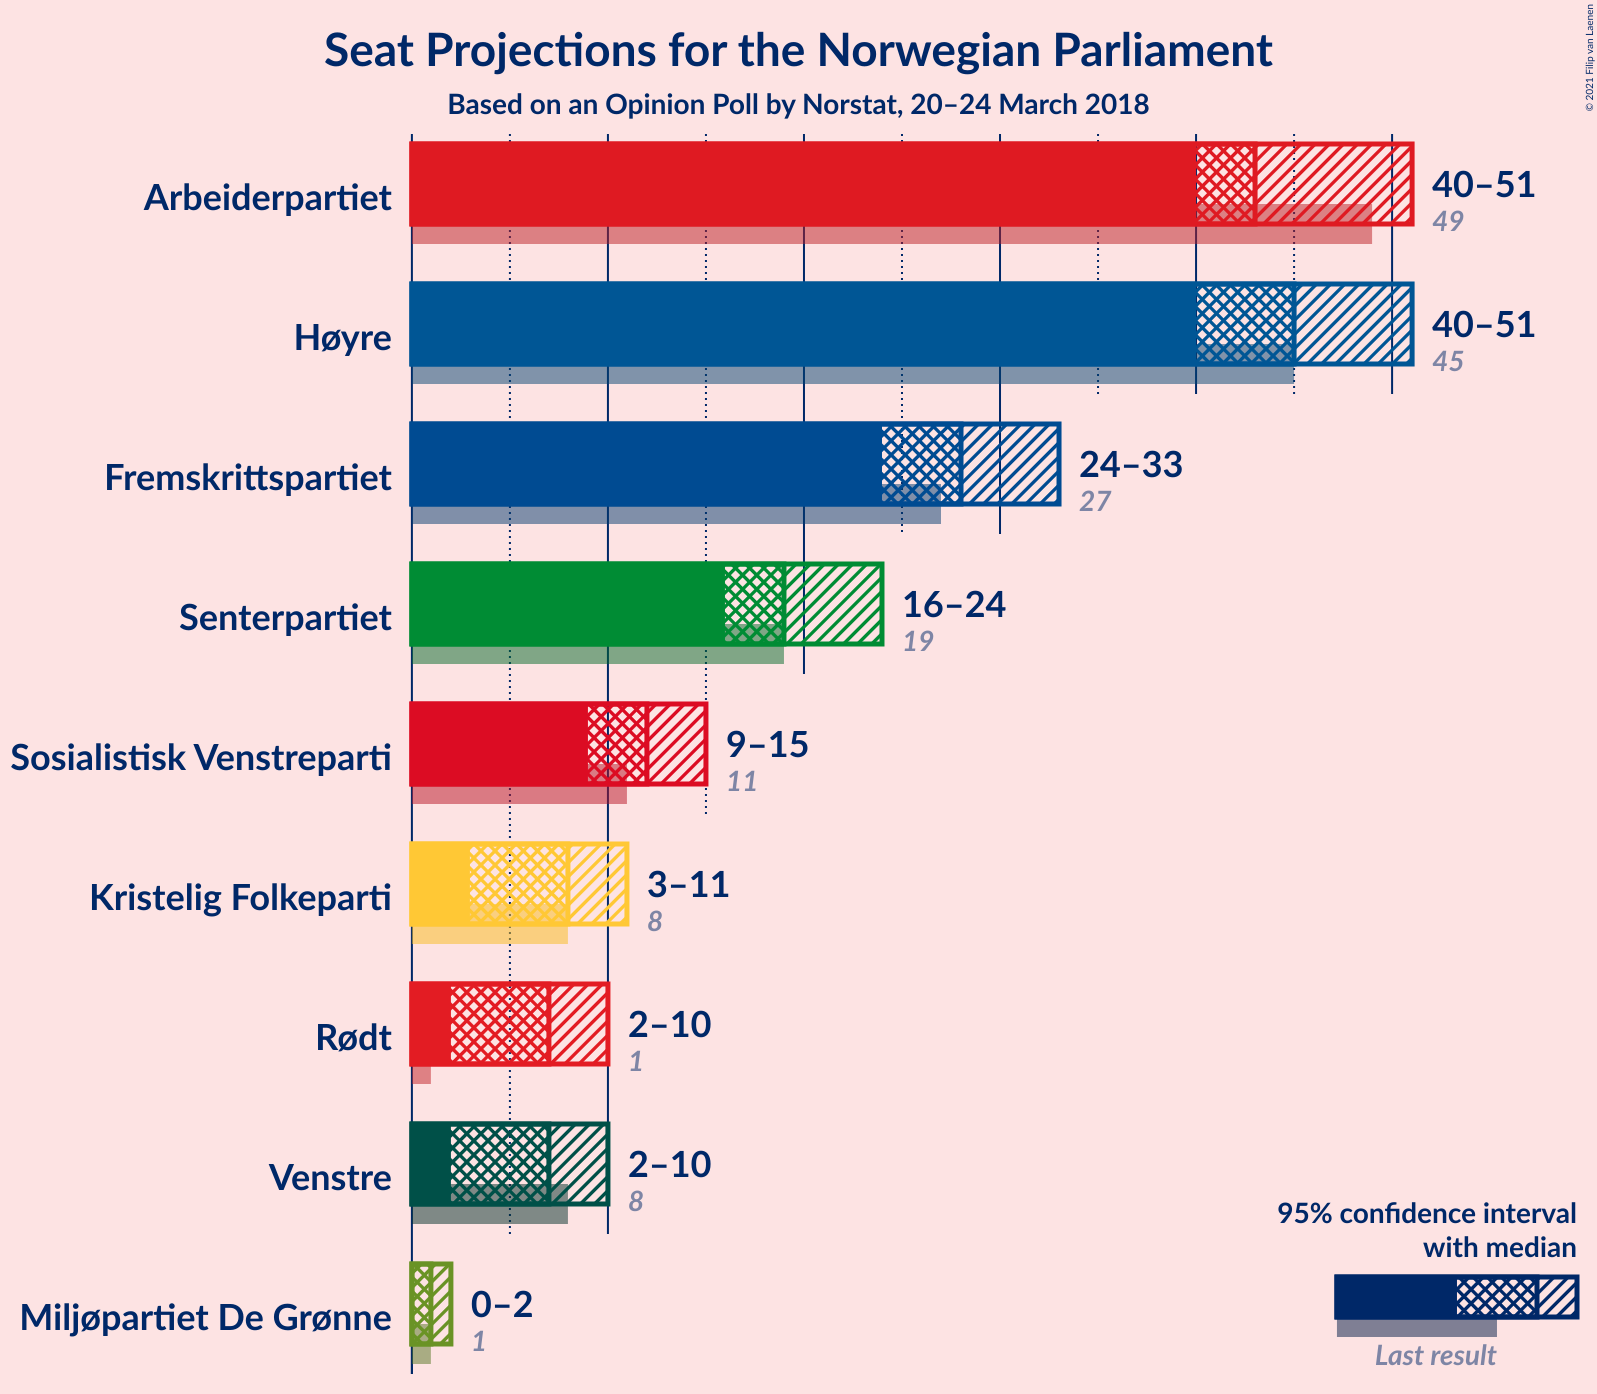 Seat Projections for the Norwegian Parliament
Based on an Opinion Poll by Norstat, 20–24 March 2018
© 2021 Filip van Laenen
Arbeiderpartiet
40–51
49
Høyre
40–51
45
Fremskrittspartiet
24–33
27
Senterpartiet
16–24
19
Sosialistisk Venstreparti
9–15
11
Kristelig Folkeparti
3–11
8
Rødt
2–10
1
Venstre
2–10
8
Miljøpartiet De Grønne
0–2
1
95% confidence interval
with median
Last result